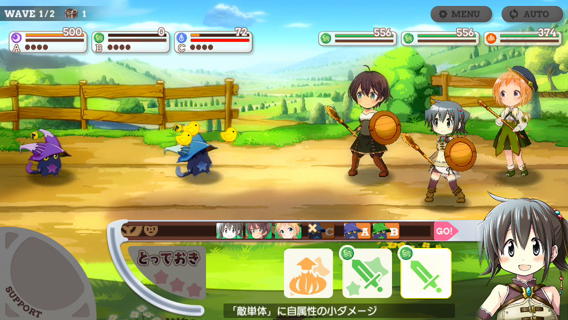 WAVE 1/2 1
MENU
AUTO
500
A
0
B
72
C
556
556
374
C
A
B
GO!
とっておき
SUPPORT
「敵単体」に自属性の小ダメージ